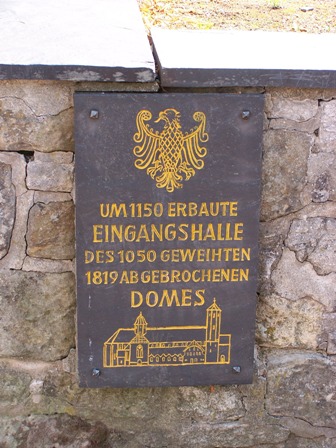 UM 1150 ERBAUTE
EINGANGSHALLE
DES 1050 GEWEIHTEN
1819 ABGEBROCHENEN
DOMES